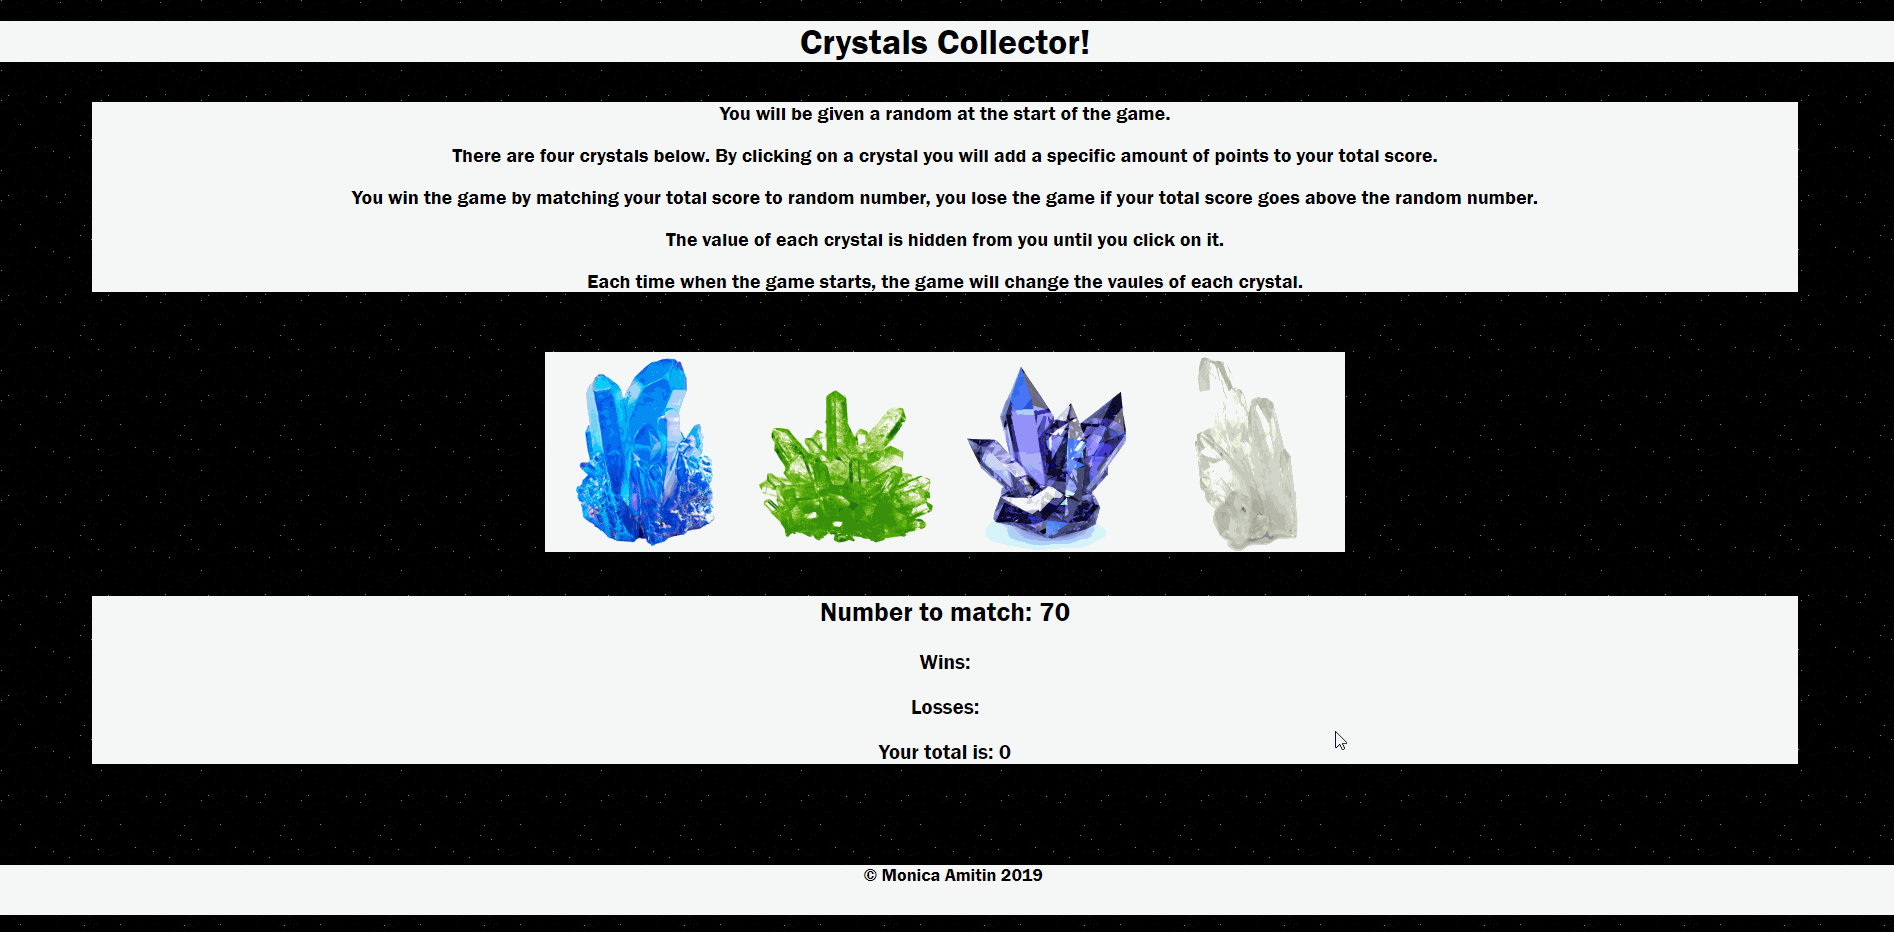 Crystals Collector!
You will be given a random at the start of the game.
There are four crystals below. By clicking on a crystal you will add a specific amount of points to your total score.
You win the game by matching your total score to random number, you lose the game if your total score goes above the random number.
The value of each crystal is hidden from you until you click on it.
Each time when the game starts, the game will change the vaules of each crystal.
Number to match: 70
Wins:
Losses:
Your total is: 0
© Monica Amitin 2019